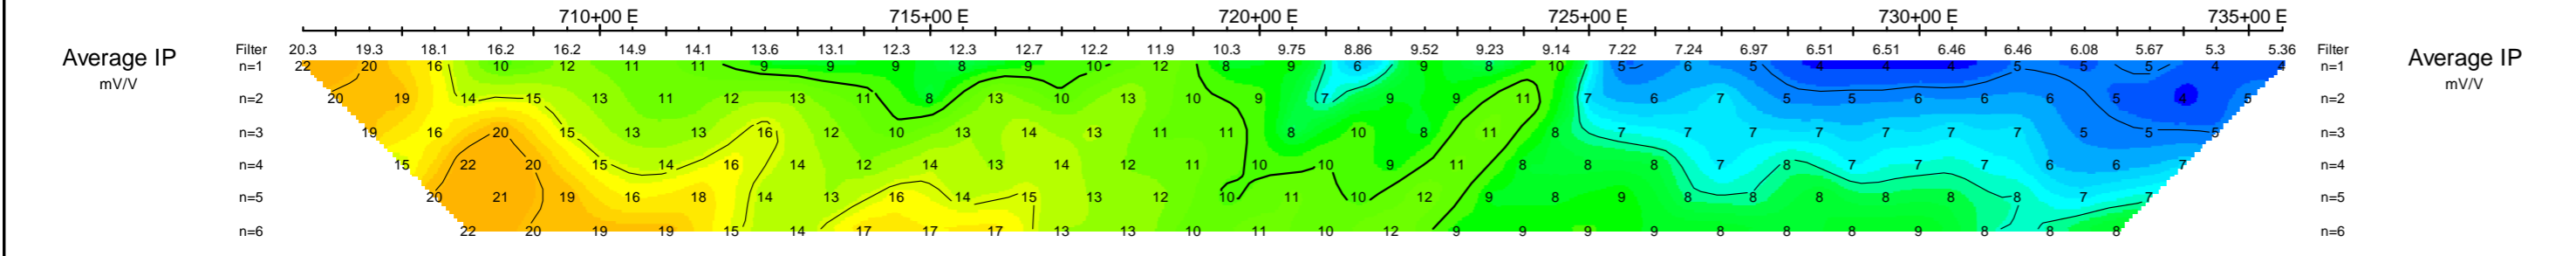 710+00 E 715+00 E 720+00 E 725+00 E 730+00 E 735+00 E
Average IP Average IP
mV/V mV/V
Filter 20.3 19.3 18.1 16.2 16.2 14.9 14.1 13.6 13.1 12.3 12.3 12.7 12.2 11.9 10.3 9.75 8.86 9.52 9.23 9.14 7.22 7.24 6.97 6.51 6.51 6.46 6.46 6.08 5.67 5.3 5.36 Filter
n=1 22 20 16 10 12 11 11 9 9 9 8 9 10 12 8 9 6 9 8 10 5 6 5 4 4 4 5 5 5 4 4 n=1
n=2 20 19 14 15 13 11 12 13 11 8 13 10 13 10 9 7 9 9 11 7 6 7 5 5 6 6 6 5 4 5 n=2
n=3 19 16 20 15 13 13 16 12 10 13 14 13 11 11 8 10 8 11 8 7 7 7 7 7 7 7 5 5 5 n=3
n=4 15 22 20 15 14 16 14 12 14 13 14 12 11 10 10 9 11 8 8 8 7 8 7 7 7 6 6 7 n=4
n=5 20 21 19 16 18 14 13 16 14 15 13 12 10 11 10 12 9 8 9 8 8 8 8 8 8 7 7 n=5
n=6 22 20 19 19 15 14 17 17 17 13 13 10 11 10 12 9 9 9 9 8 8 8 9 8 8 8 n=6